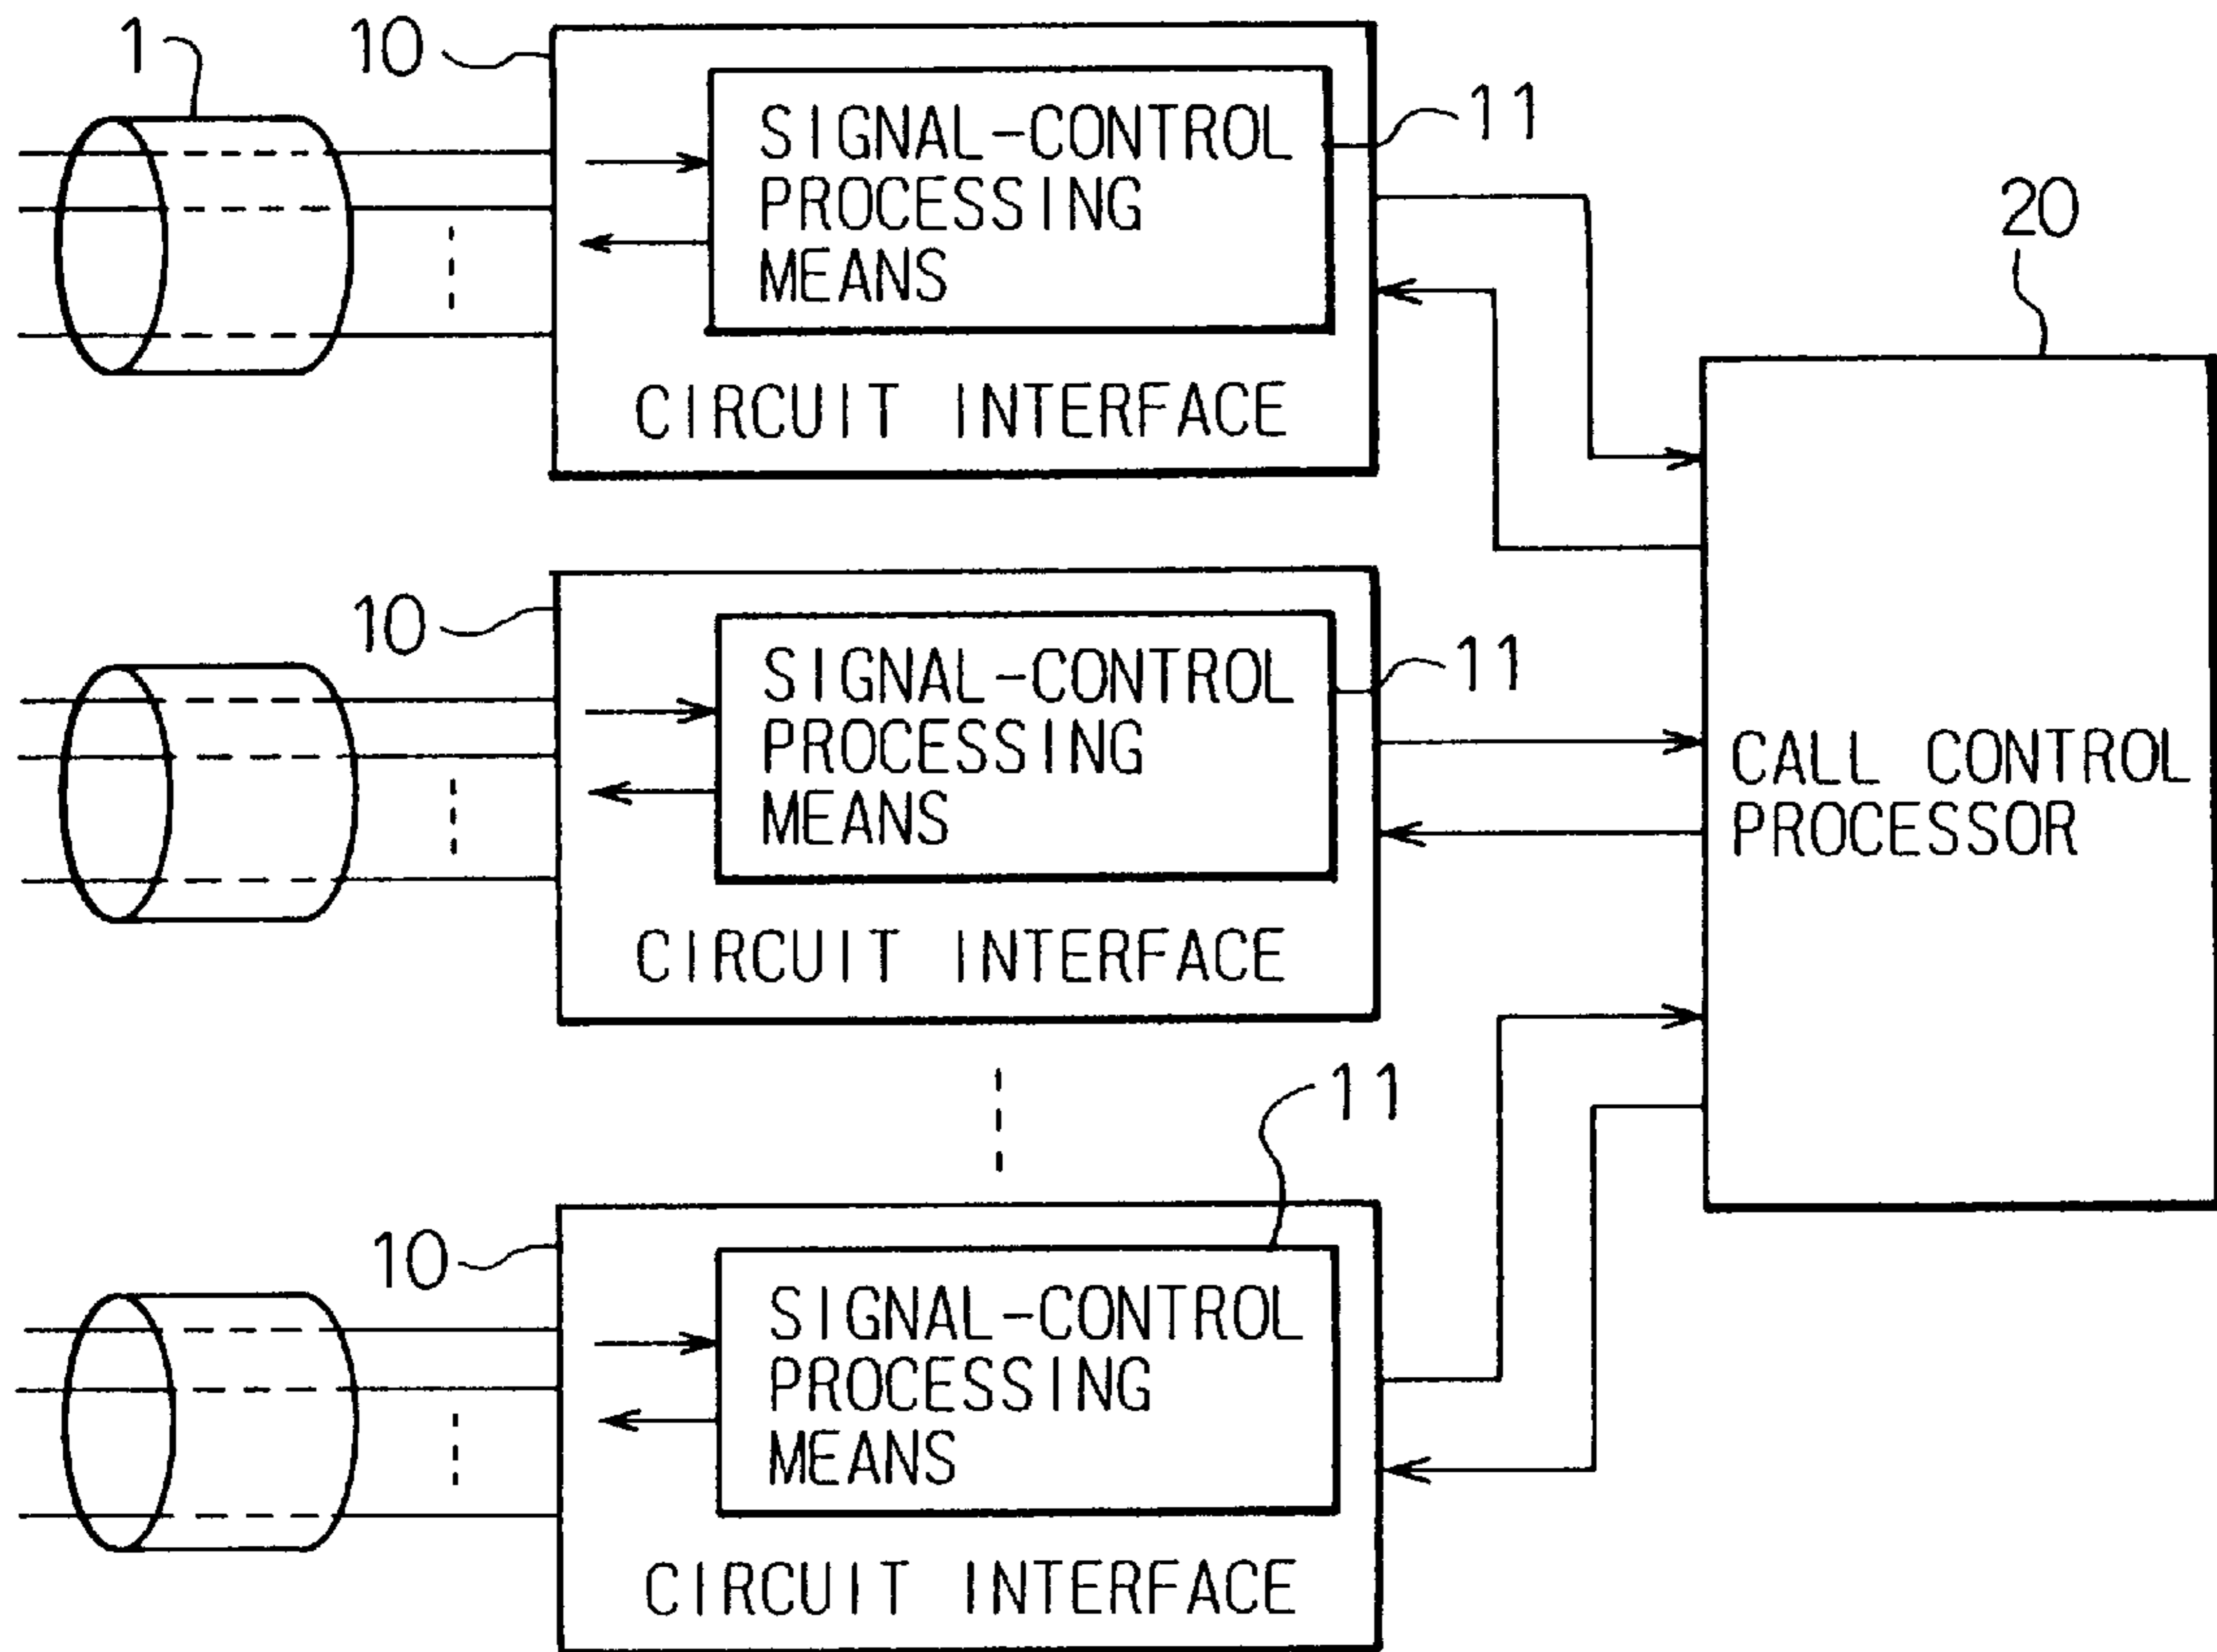 1
10
SIGNAL-CONTROL
PROCESSING
MEANS
11
CIRCUIT INTERFACE
20
10
SIGNAL-CONTROL
PROCESSING
MEANS
11
CIRCUIT INTERFACE
CALL CONTROL
PROCESSOR
11
10
SIGNAL-CONTROL
PROCESSING
MEANS
CIRCUIT INTERFACE